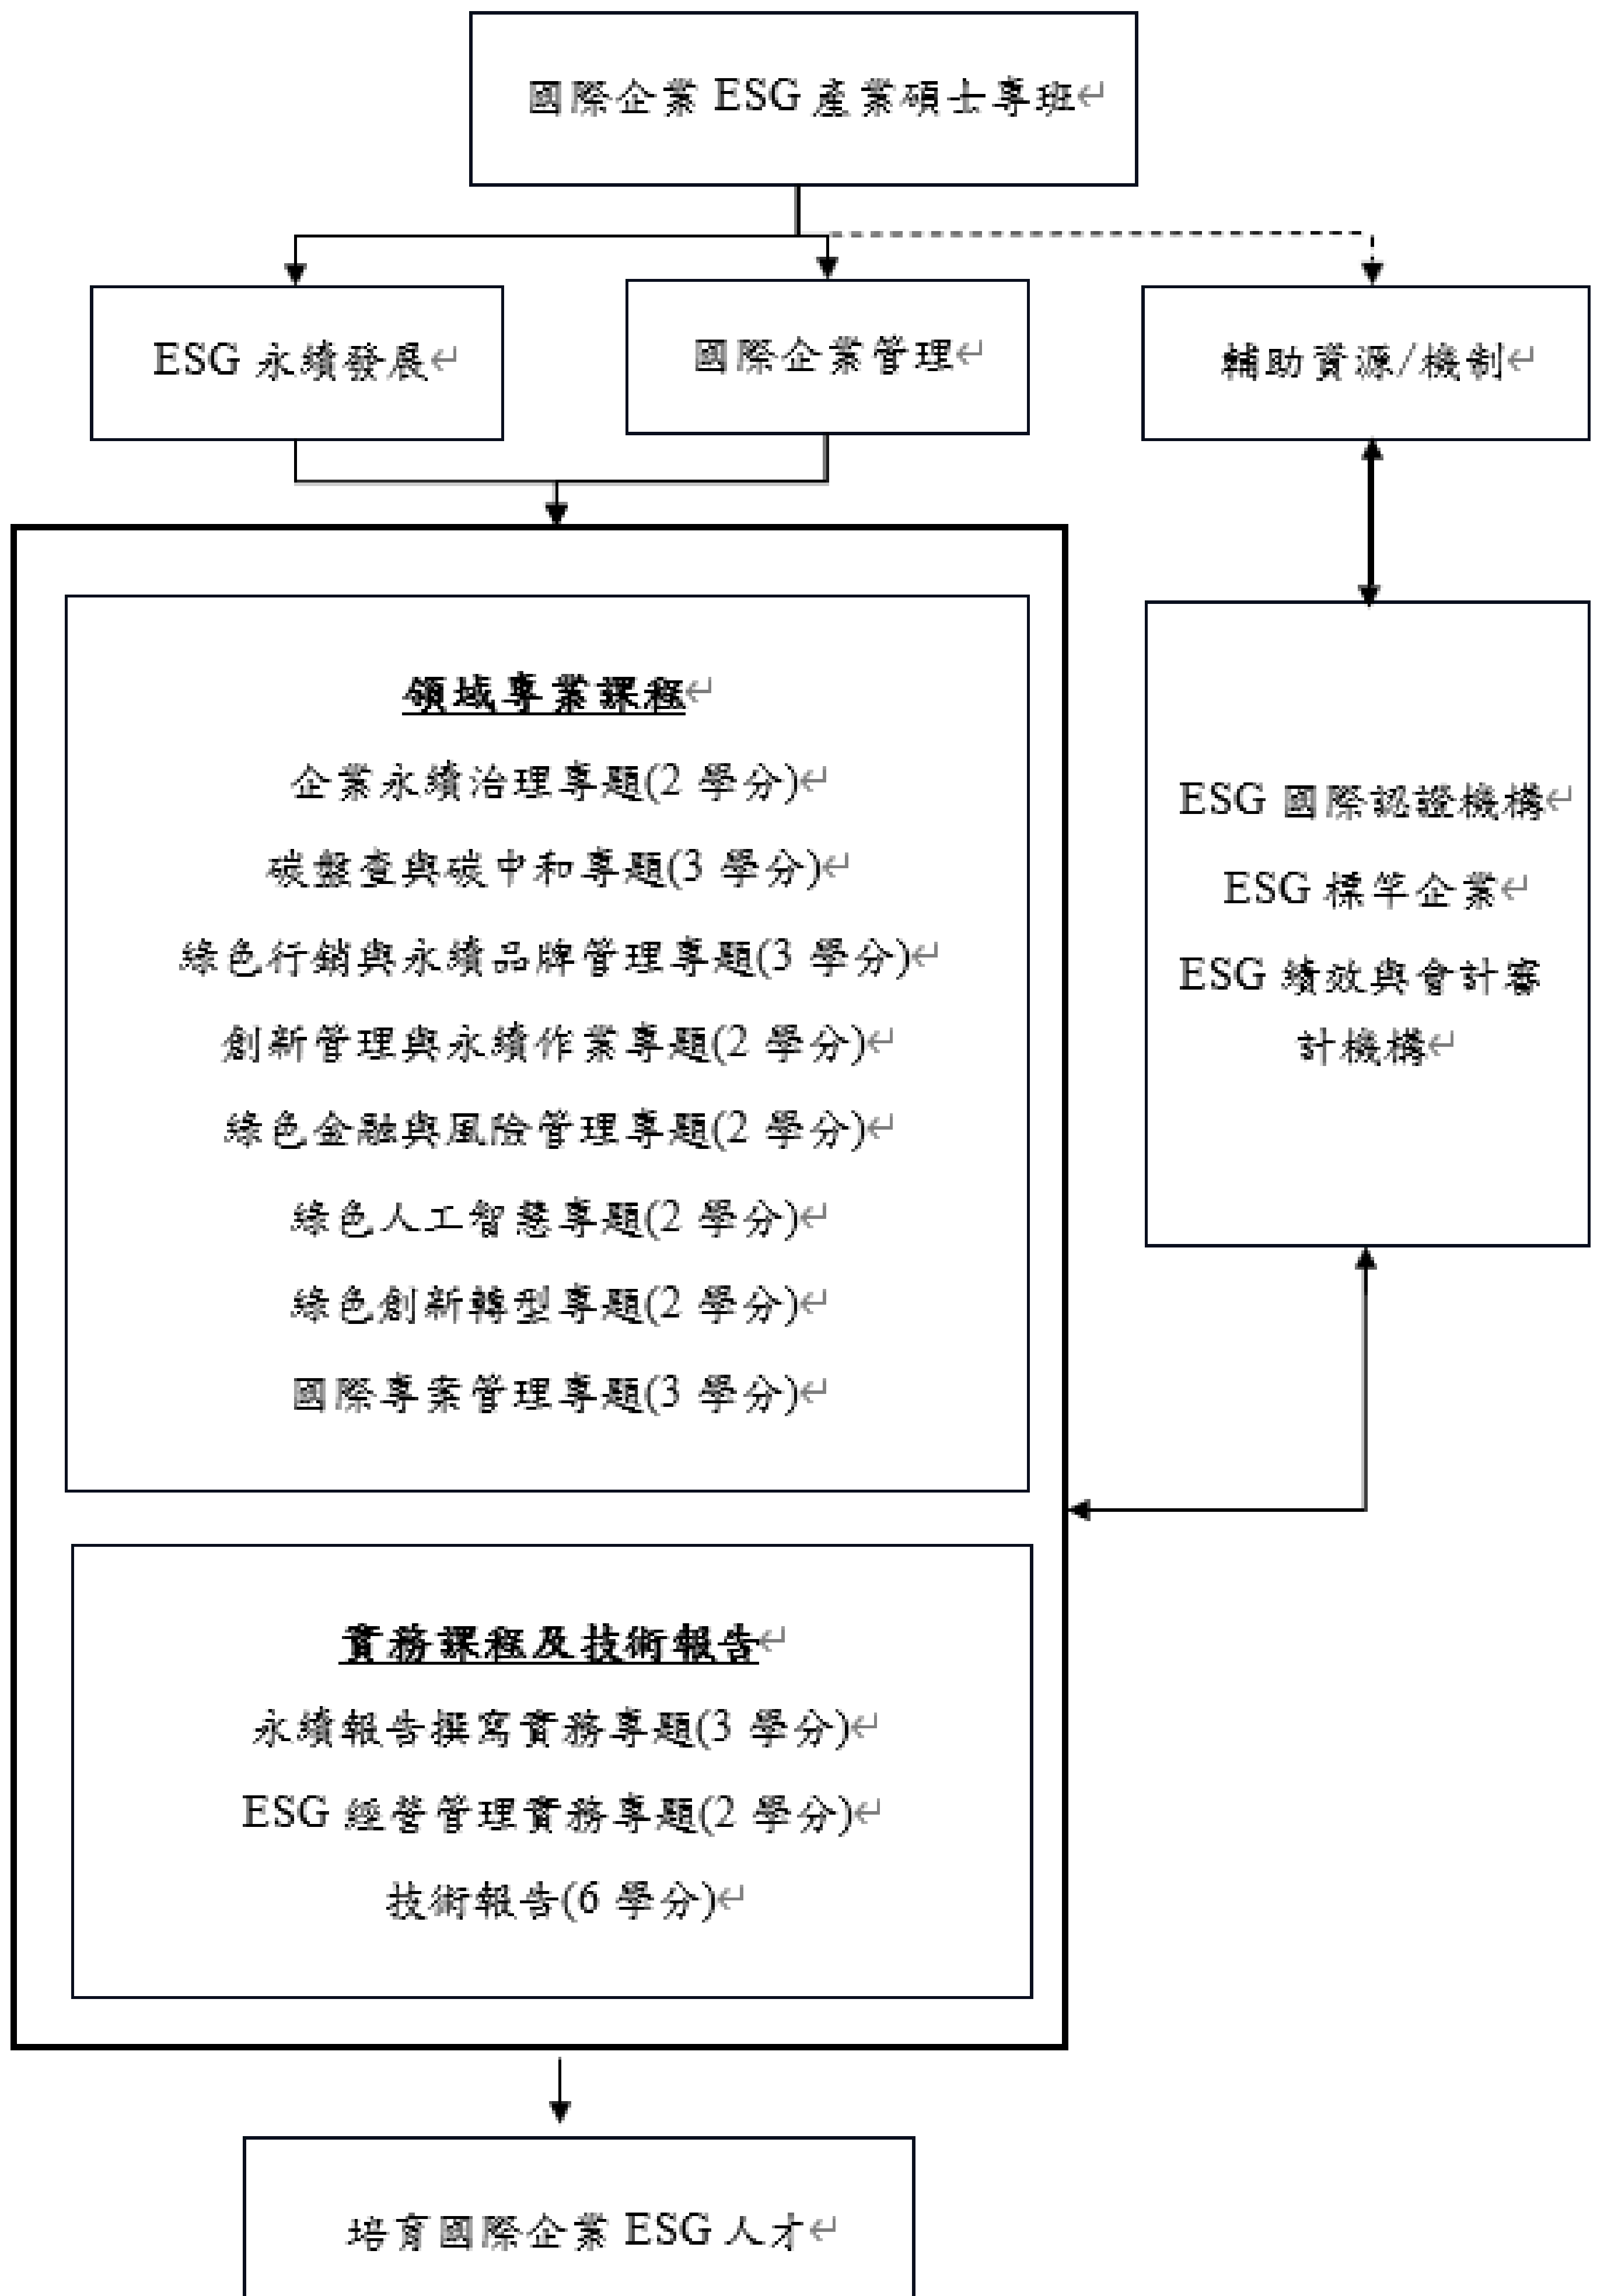 國際企業 ESG 產業碩士專班↵
ESG 永續發展↵
國際企業管理↵
輔助資源/機制↵
領域專業課程↵
企業永續治理專題(2 學分)↵
碳盤查與碳中和專題(3 學分)↵
綠色行銷與永續品牌管理專題(3 學分)↵
創新管理與永續作業專題(2 學分)↵
綠色金融與風險管理專題(2 學分)↵
綠色人工智慧專題(2 學分)↵
綠色創新轉型專題(2 學分)↵
國際專案管理專題(3 學分)↵
ESG 國際認證機構↵
ESG 標竿企業↵
ESG 績效與會計審
計機構↵
實務課程及技術報告↵
永續報告撰寫實務專題(3 學分)↵
ESG 經營管理實務專題(2 學分)↵
技術報告(6 學分)↵
培育國際企業 ESG 人才↵